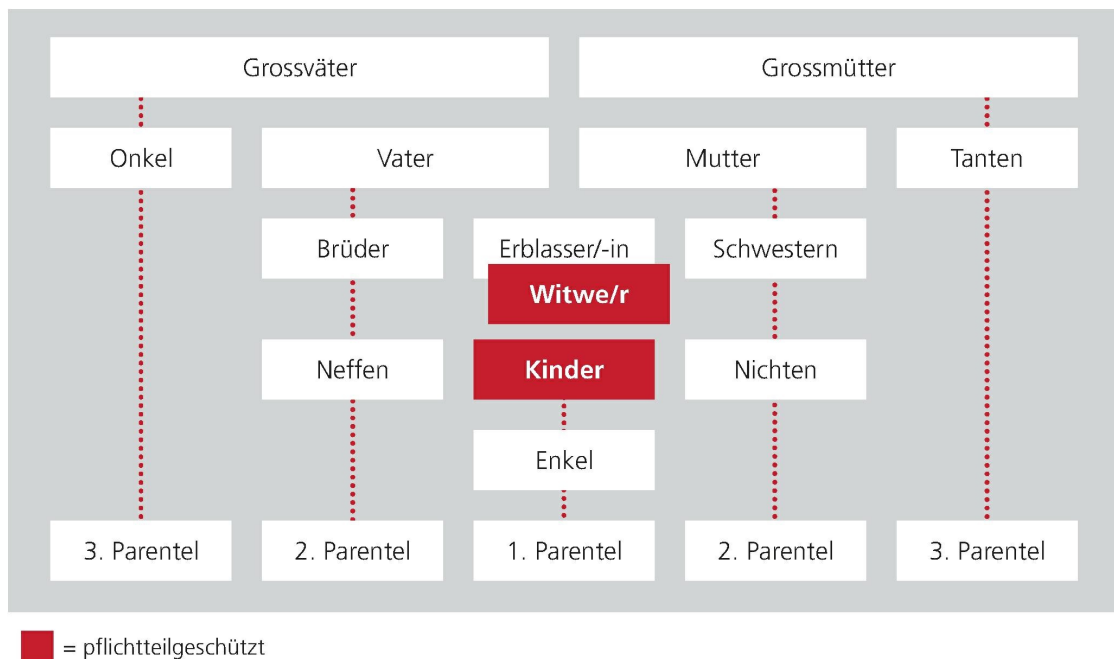 Grossväter
Grossmütter
Onkel
Vater
Mutter
Tanten
Brüder
Erblasser/-in
Schwestern
Witwe/r
Neffen
Kinder
Nichten
Enkel
3. Parentel
2. Parentel
1. Parentel
2. Parentel
3. Parentel
= pflichtteilgeschützt